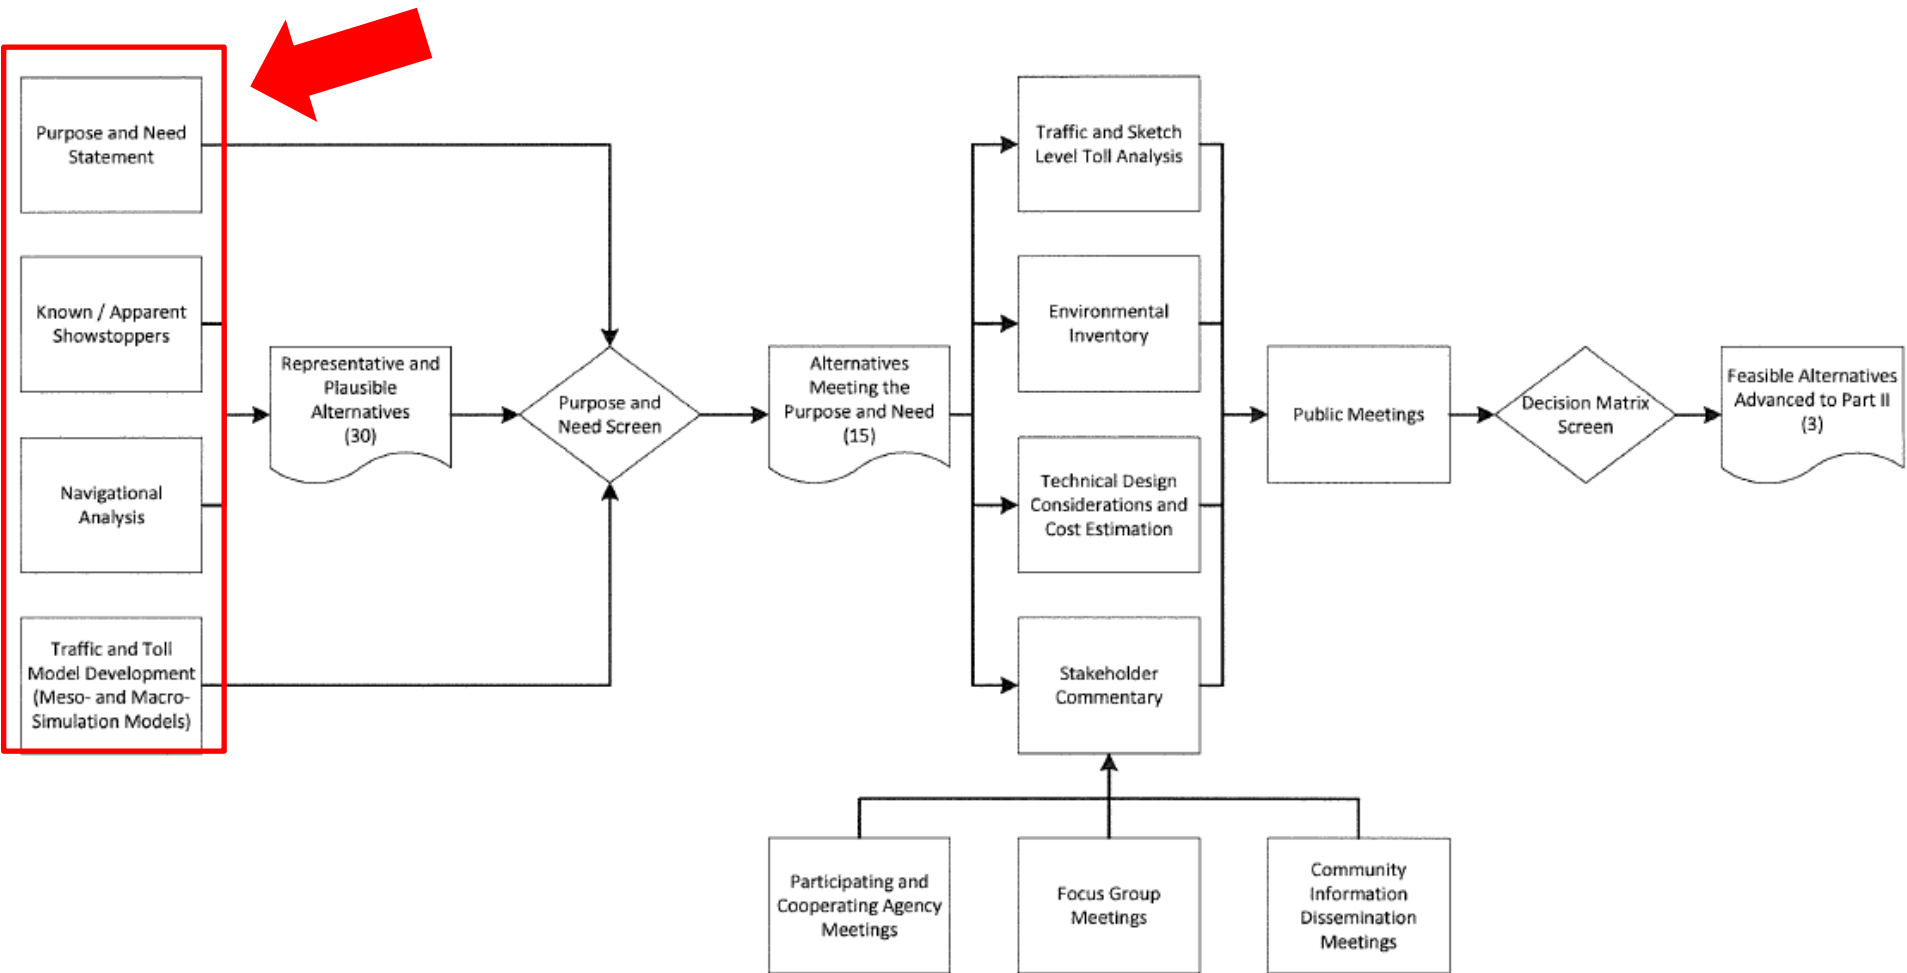 Purpose and Need
Statement
Known / Apparent
Showstoppers
Navigational
Analysis
Traffic and Toll
Model Development
(Meso- and Macro-
Simulation Models)
Representative and
Plausible
Alternatives
(30)
Purpose and
Need Screen
Alternatives
Meeting the
Purpose and Need
(15)
Traffic and Sketch
Level Toll Analysis
Environmental
Inventory
Technical Design
Considerations and
Cost Estimation
Stakeholder
Commentary
Participating and
Cooperating Agency
Meetings
Focus Group
Meetings
Community
Information
Dissemination
Meetings
Public Meetings
Decision Matrix
Screen
Feasible Alternatives
Advanced to Part II
(3)